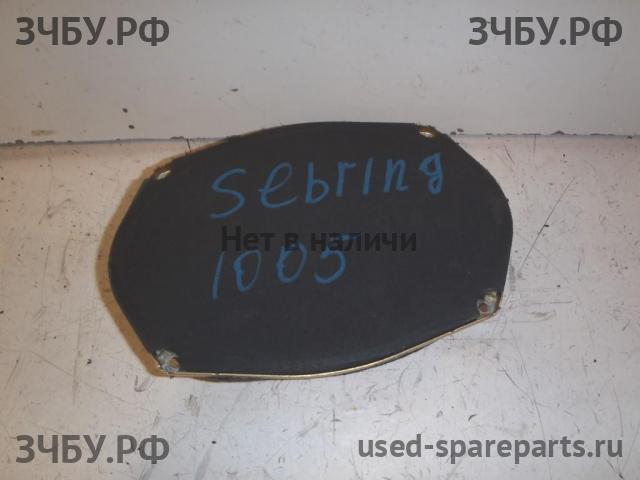 ЗЧБУ.РФ ЗЧБУ.РФ
sebring
Нет в наличи
1005
ЗЧБУ.РФ used-spareparts.ru